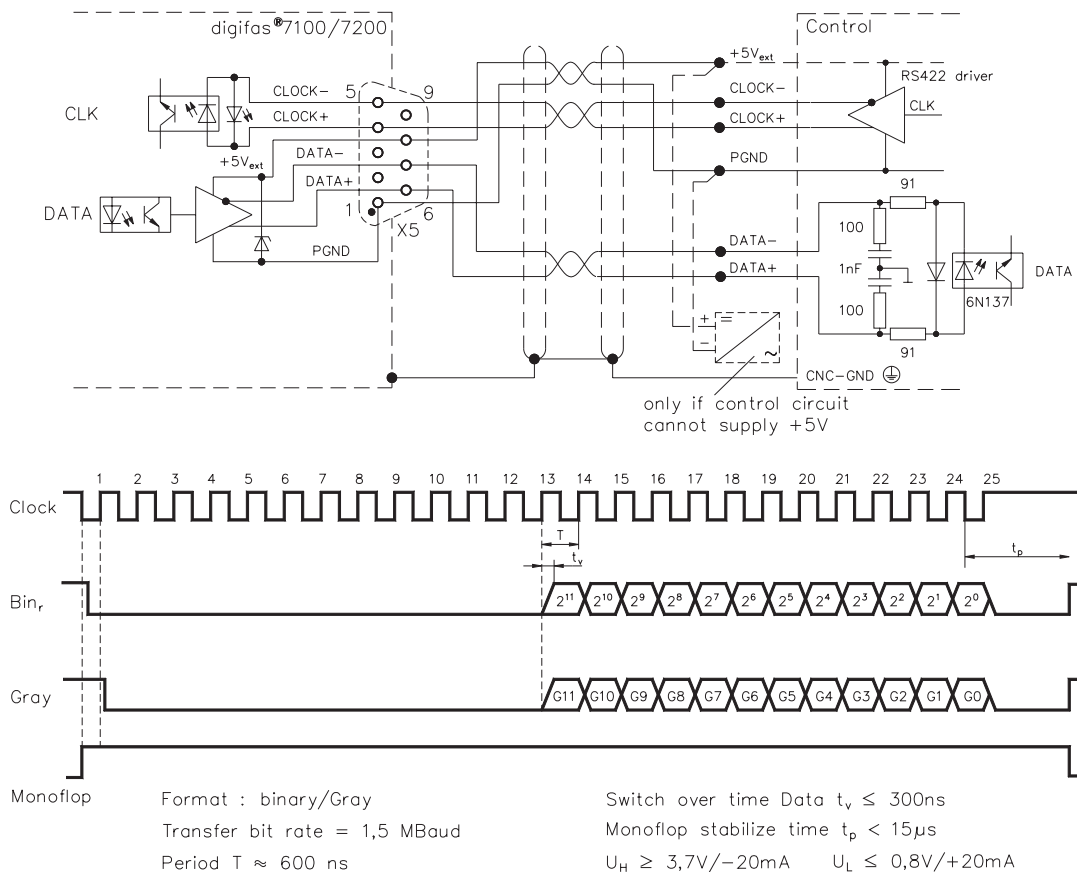 digifas®7100/7200
Control
+5Vext
RS422 driver
CLOCK-
5
9
CLOCK-
CLK
CLK
CLOCK+
CLOCK+
+5Vext
DATA-
PGND
DATA
DATA+
1
6
X5
PGND
91
100
DATA-
1nF
DATA
DATA+
6N137
100
+
=
-
~
91
CNC-GND
only if control circuit
cannot supply +5V
1 2 3 4 5 6 7 8 9 10 11 12 13 14 15 16 17 18 19 20 21 22 23 24 25
Clock
T
tv
tp
Binr
2¹¹ 2¹⁰ 2⁹ 2⁸ 2⁷ 2⁶ 2⁵ 2⁴ 2³ 2² 2¹ 2⁰
Gray
G11 G10 G9 G8 G7 G6 G5 G4 G3 G2 G1 G0
Monoflop
Format : binary/Gray
Switch over time Data tv ≤ 300ns
Transfer bit rate = 1,5 MBaud
Monoflop stabilize time tp < 15µs
Period T ≈ 600 ns
UH ≥ 3,7V/-20mA UL ≤ 0,8V/+20mA